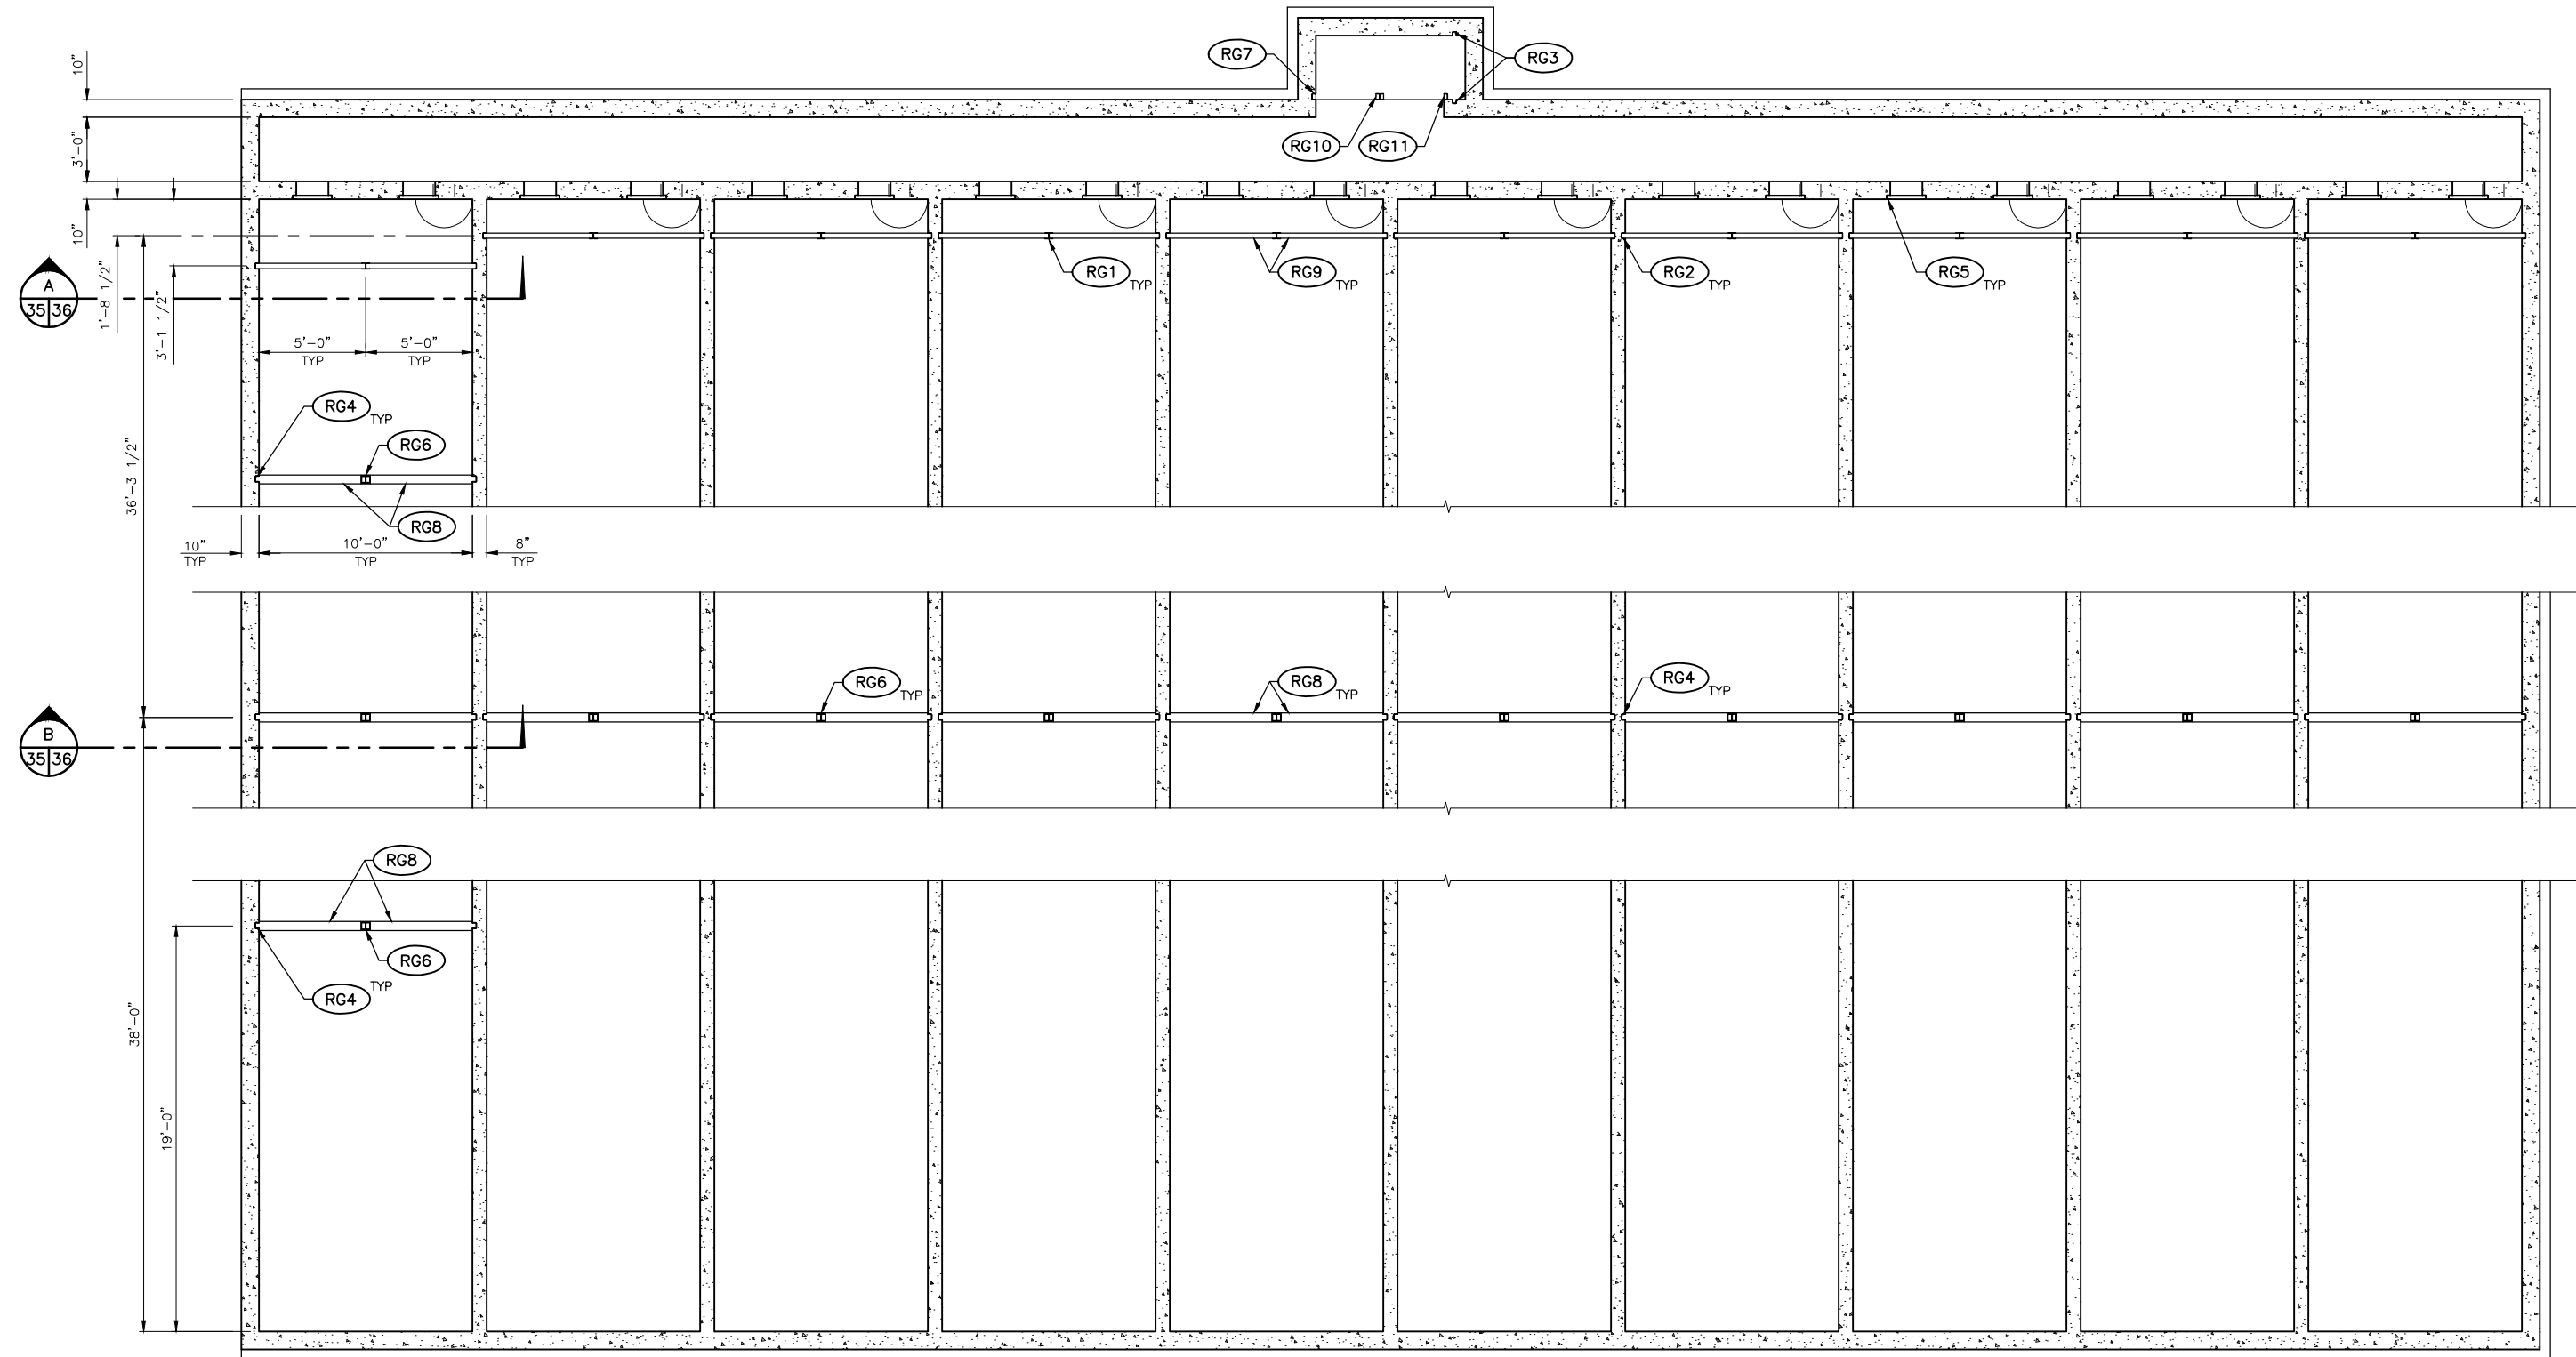 10"
RG7
RG3
3'-0"
RG10
RG11
10"
1'-8 1/2"
3'-1 1/2"
A
35 36
RG1
TYP
RG9
TYP
RG2
TYP
RG5
TYP
5'-0"
TYP
5'-0"
TYP
RG4
TYP
RG6
36'-3 1/2"
RG8
10"
TYP
10'-0"
TYP
8"
TYP
RG6
TYP
RG8
TYP
RG4
TYP
B
35 36
RG8
RG6
RG4
TYP
38'-0"
19'-0"